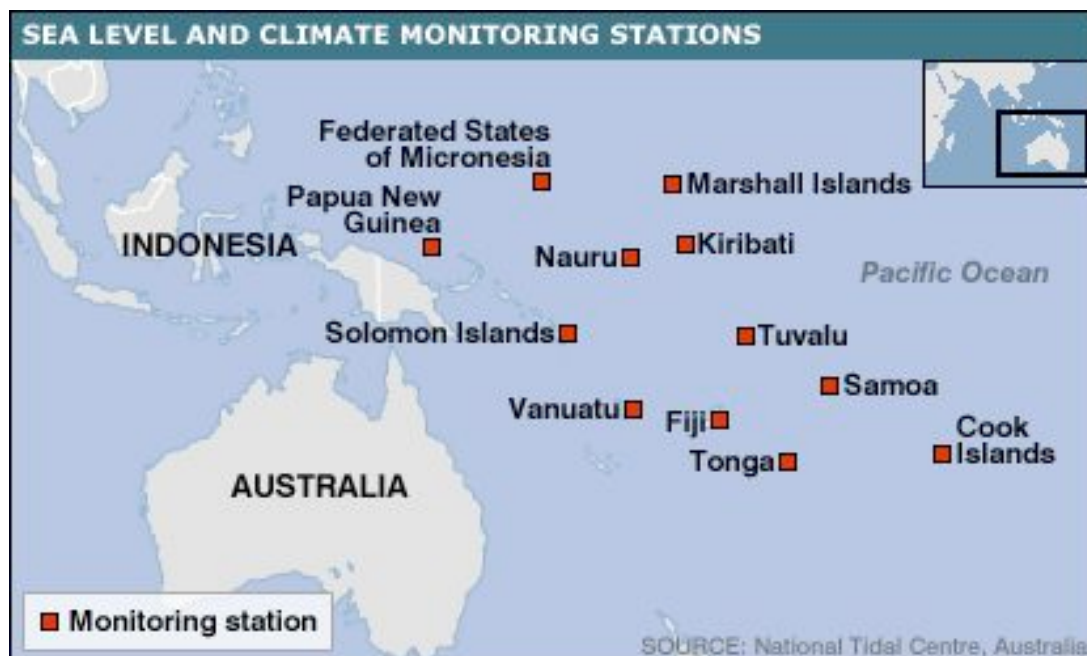 SEA LEVEL AND CLIMATE MONITORING STATIONS
Federated States
of Micronesia
Marshall Islands
Papua New
Guinea
INDONESIA
Nauru
Kiribati
Pacific Ocean
Solomon Islands
Tuvalu
Samoa
Vanuatu
Fiji
Cook
Islands
Tonga
AUSTRALIA
Monitoring station
SOURCE: National Tidal Centre, Australia